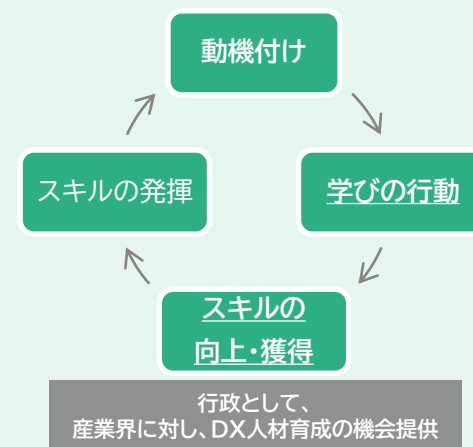 動機付け
スキルの発揮
学びの行動
スキルの
向上・獲得
行政として、
産業界に対し、DX人材育成の機会提供